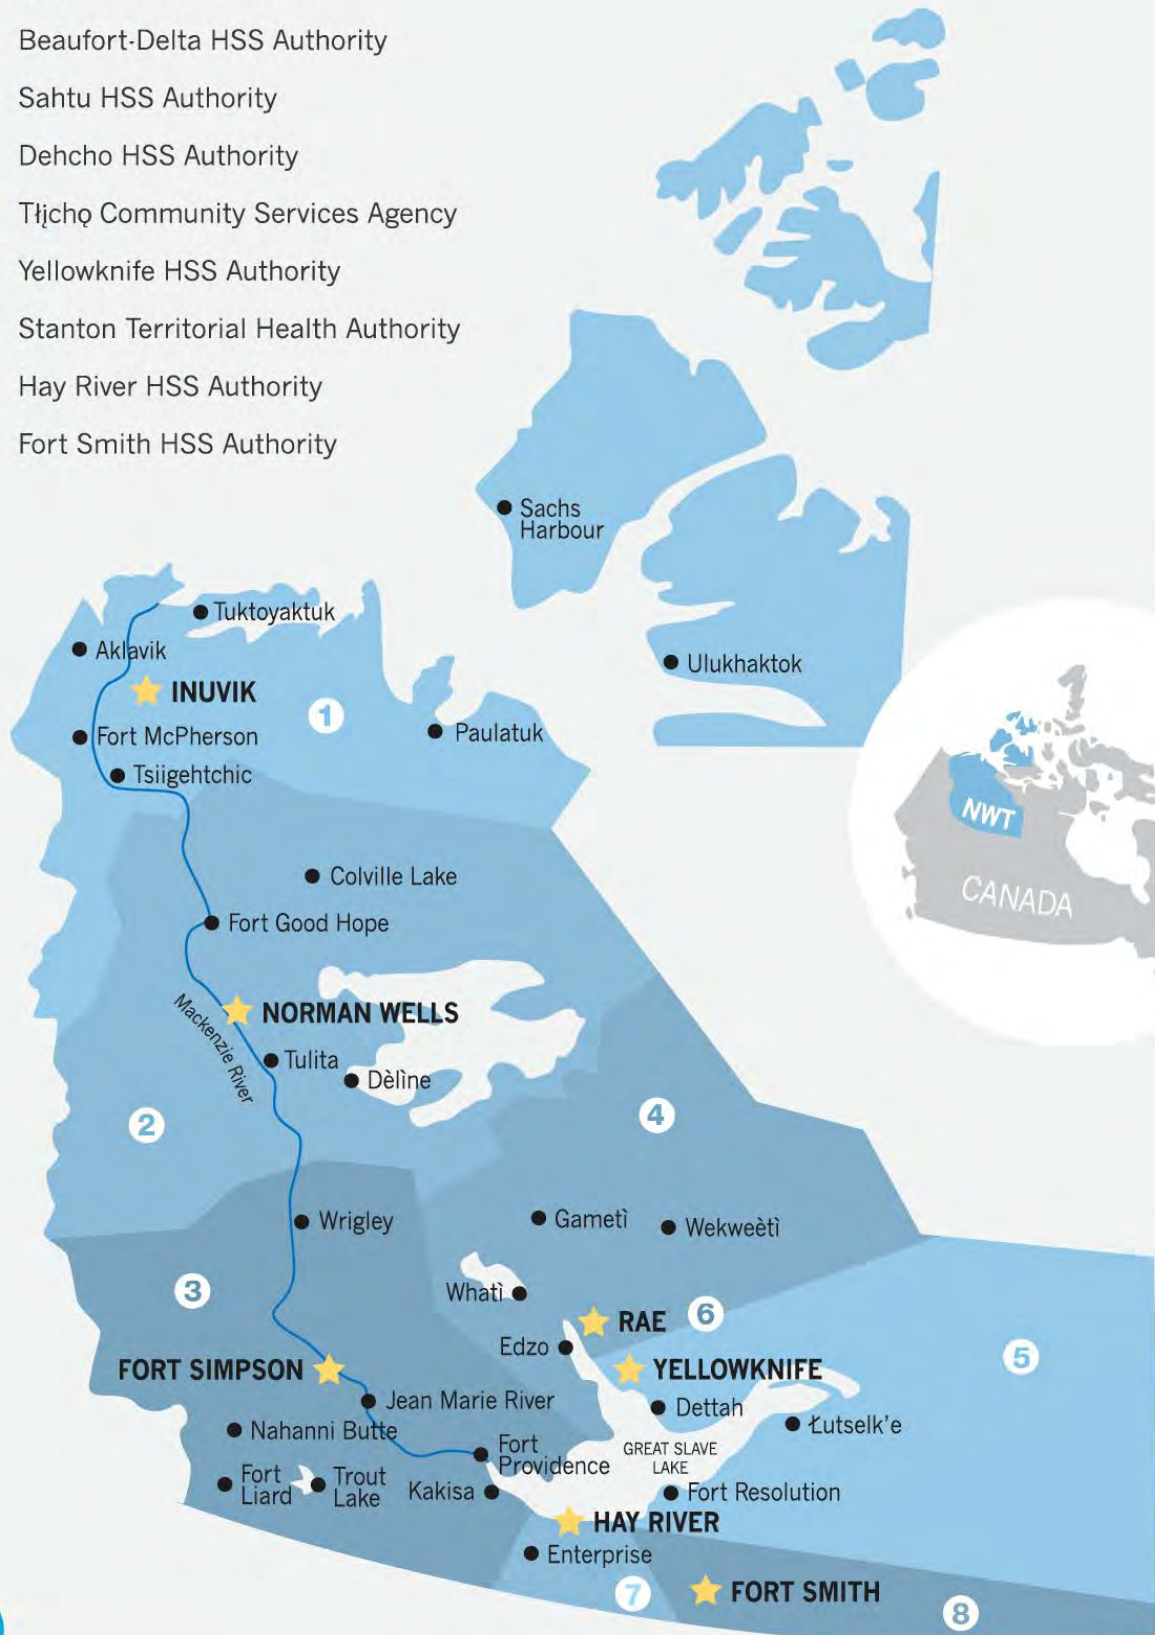 Beaufort-Delta HSS Authority
Sahtu HSS Authority
Dehcho HSS Authority
Tłı̨chǫ Community Services Agency
Yellowknife HSS Authority
Stanton Territorial Health Authority
Hay River HSS Authority
Fort Smith HSS Authority
Sachs
Harbour
Tuktoyaktuk
Aklavik
Ulukhaktok
INUVIK
1
Paulatuk
Fort McPherson
Tsiigehtchic
NWT
CANADA
Colville Lake
Fort Good Hope
NORMAN WELLS
Mackenzie River
Tulita
Dèlìne
2
4
Wrigley
Gametì
Wekweètì
3
Whatì
RAE
6
Edzo
5
FORT SIMPSON
YELLOWKNIFE
Jean Marie River
Dettah
Łutselk'e
Nahanni Butte
Fort
Providence
GREAT SLAVE
LAKE
Fort
Liard
Trout
Lake
Kakisa
Fort Resolution
HAY RIVER
Enterprise
7
FORT SMITH
8